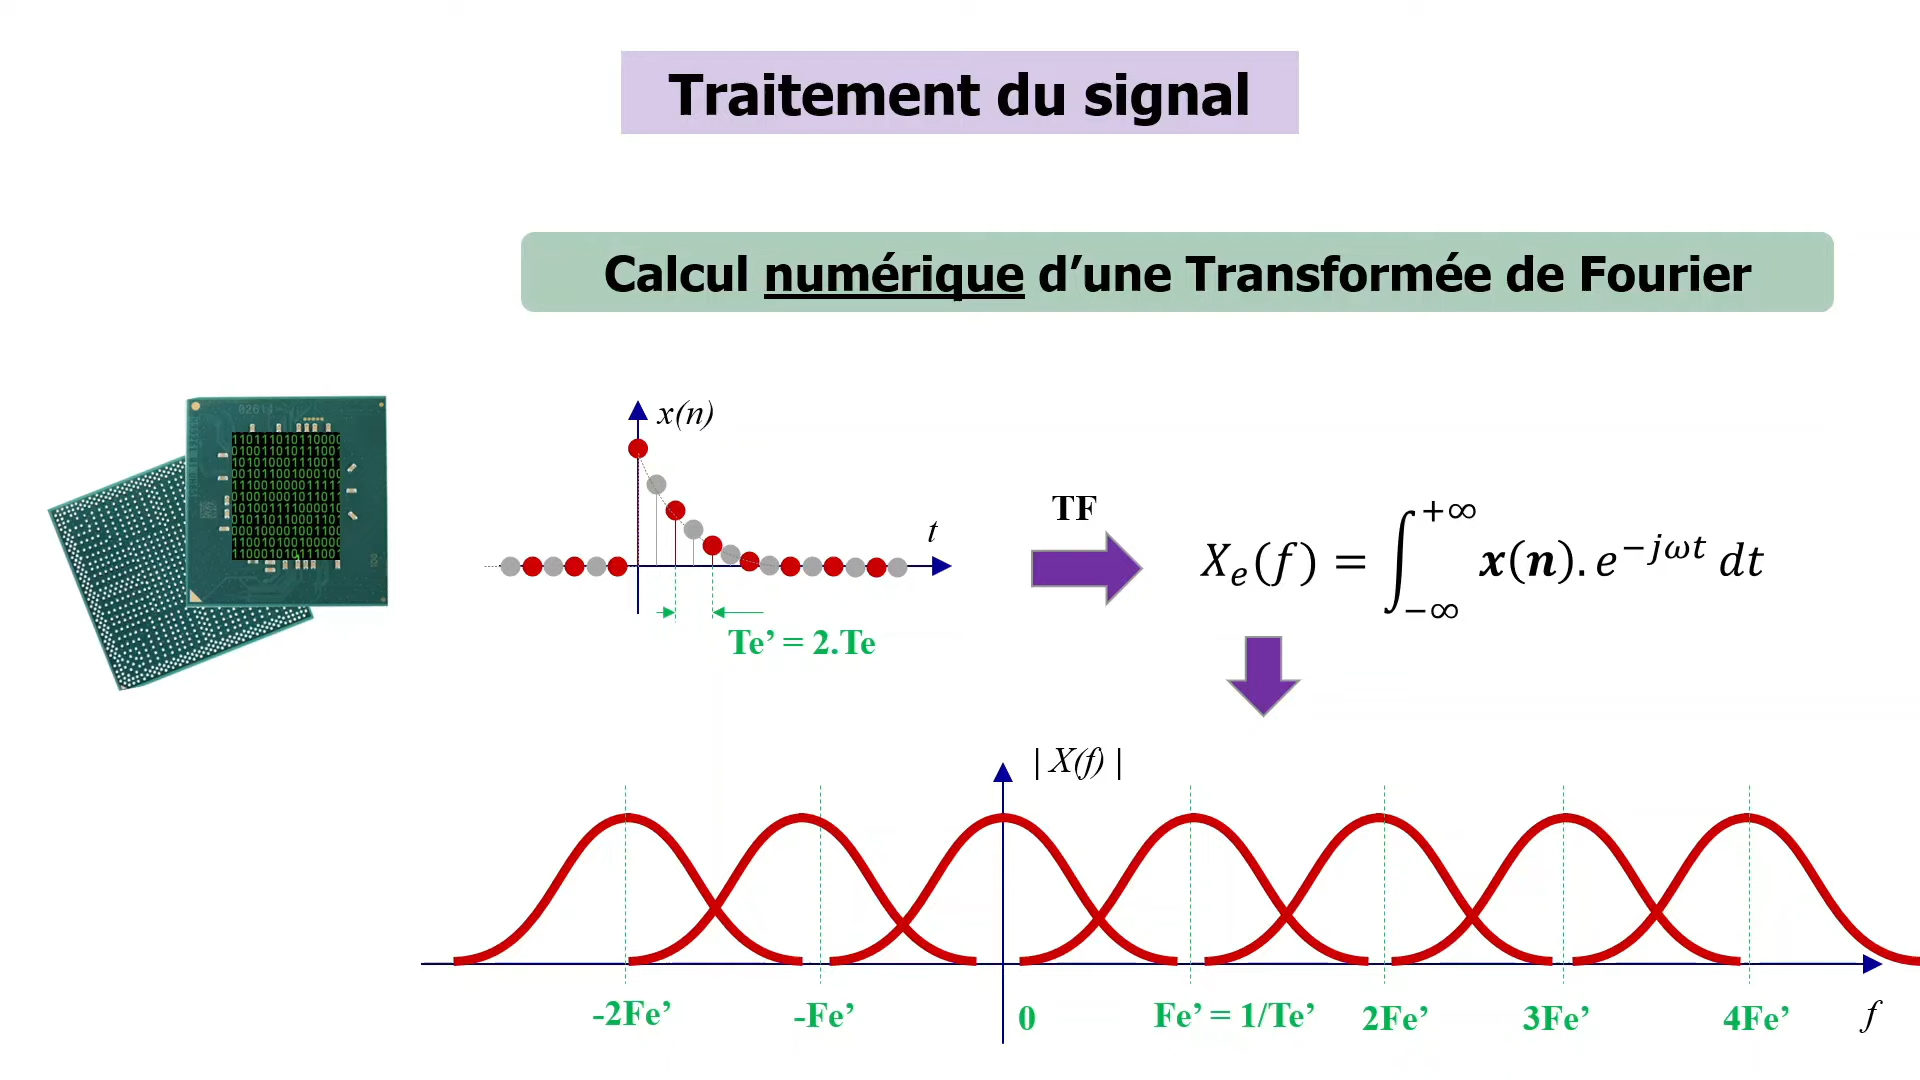 Traitement du signal
Calcul numérique d’une Transformée de Fourier
x(n)
t
Te’ = 2.Te
TF
Xₑ(f) = ∫₋∞⁺∞ x(n).e^{−jωt} dt
| X(f) |
-2Fe’
-Fe’
0
Fe’ = 1/Te’
2Fe’
3Fe’
4Fe’
f